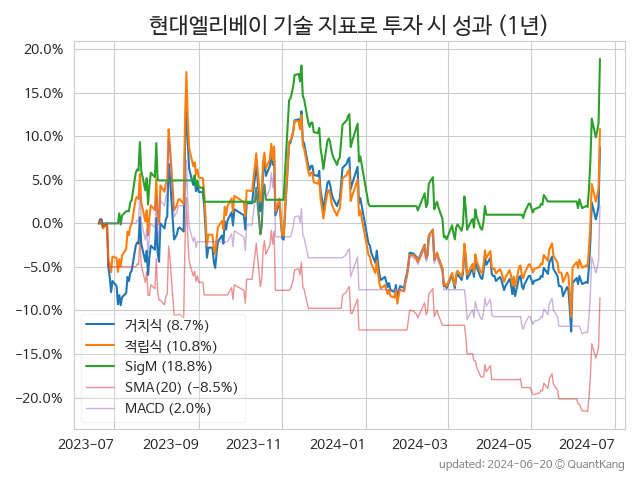 현대엘리베이 기술 지표로 투자 시 성과 (1년)
20.0%
15.0%
10.0%
5.0%
0.0%
−5.0%
−10.0%
−15.0%
−20.0%
거치식 (8.7%)
적립식 (10.8%)
SigM (18.8%)
SMA(20) (−8.5%)
MACD (2.0%)
2023-07 2023-09 2023-11 2024-01 2024-03 2024-05 2024-07
updated: 2024-06-20 © QuantKang